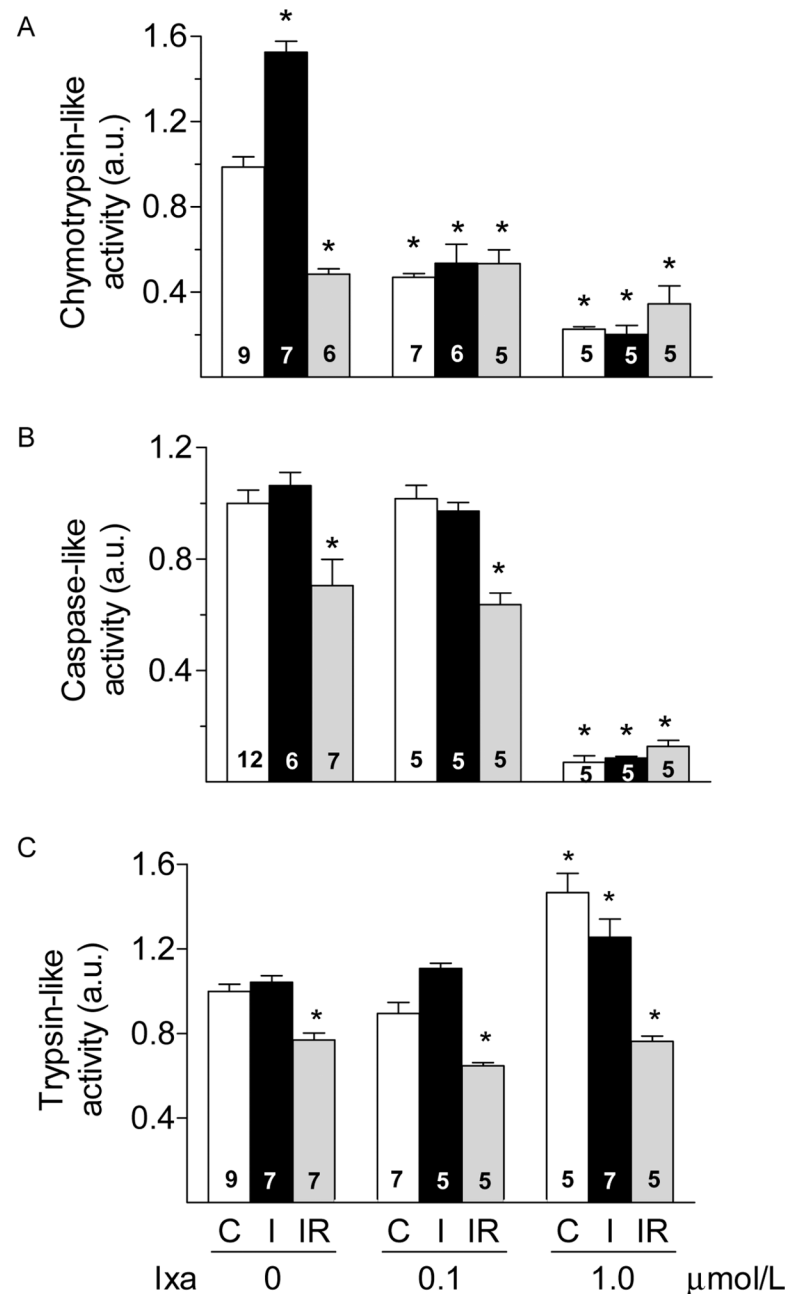 A
Chymotrypsin-like
activity (a.u.)
1.6
1.2
0.8
0.4
* * * * * * * *
9 7 6 7 6 5 5 5 5
B
Caspase-like
activity (a.u.)
1.2
0.8
0.4
* * * * *
12 6 7 5 5 5 5 5 5
C
Trypsin-like
activity (a.u.)
1.6
1.2
0.8
0.4
* * * * *
9 7 7 7 5 5 5 7 5
C I IR C I IR C I IR
Ixa 0 0.1 1.0 μmol/L